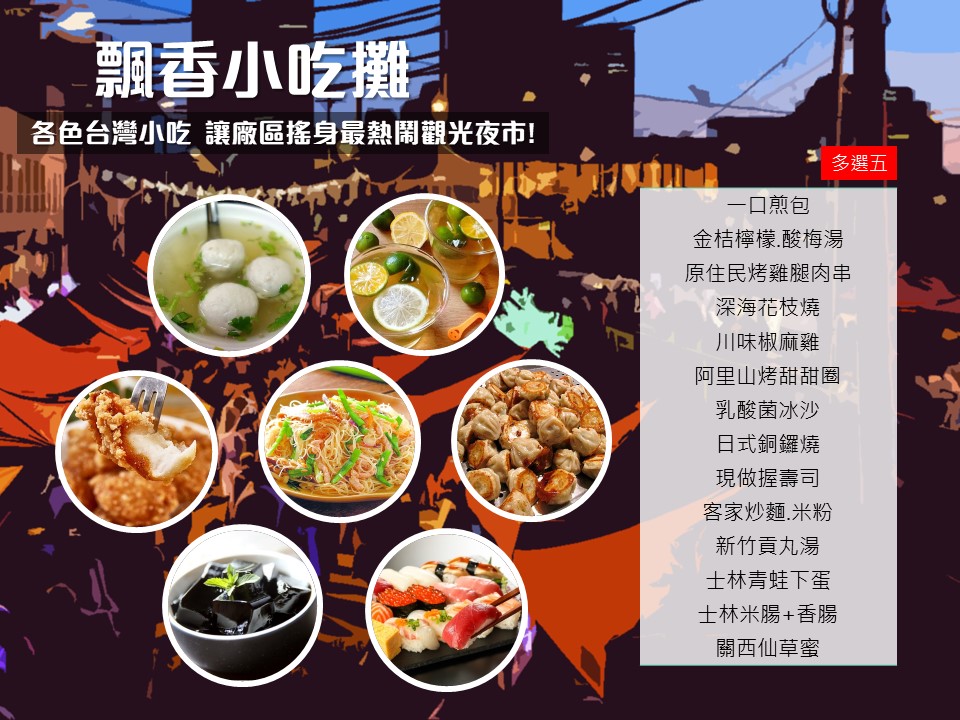 飄香小吃攤
各色台灣小吃 讓廠區搖身最熱鬧觀光夜市!
多選五
一口煎包
金桔檸檬.酸梅湯
原住民烤雞腿肉串
深海花枝燒
川味椒麻雞
阿里山烤甜甜圈
乳酸菌冰沙
日式銅鑼燒
現做握壽司
客家炒麵.米粉
新竹貢丸湯
士林青蛙下蛋
士林米腸+香腸
關西仙草蜜